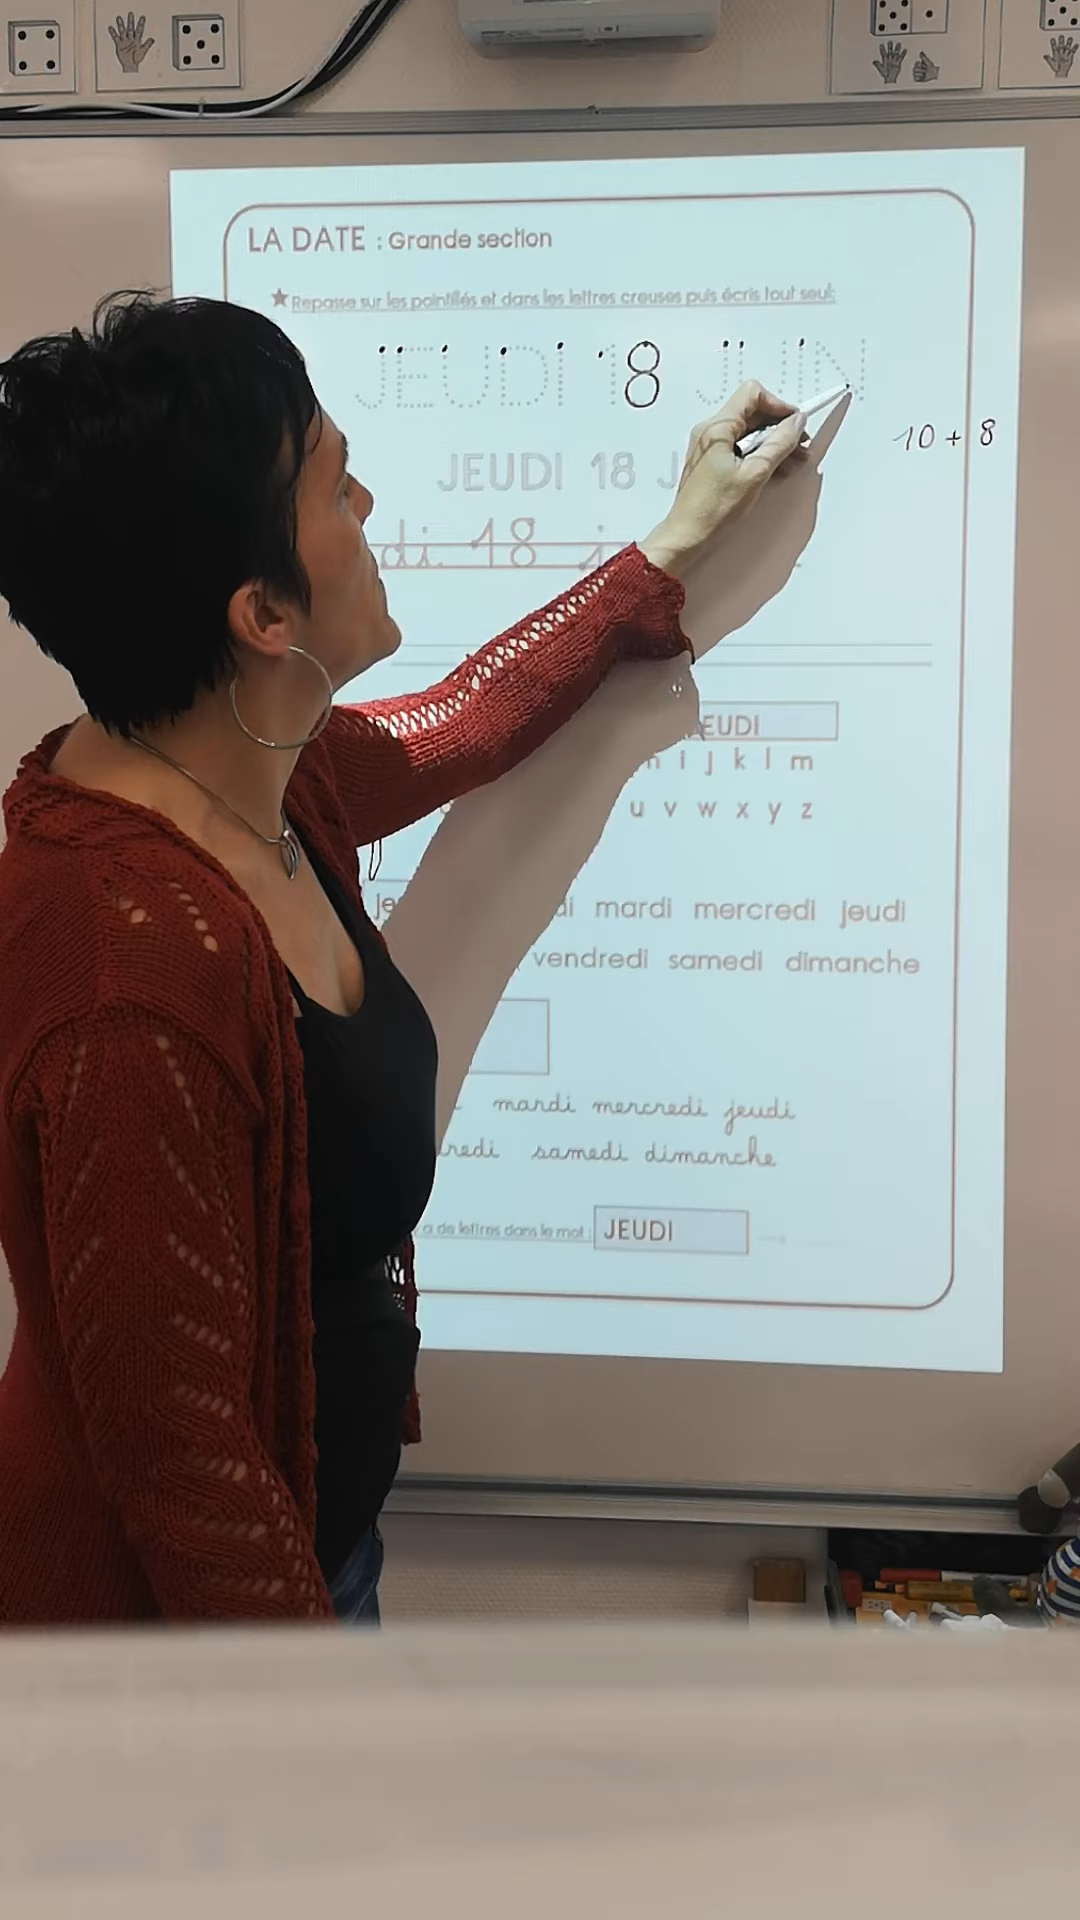 LA DATE : Grande section
★ Repasse sur les pointillés et dans les lettres creuses puis écris tout seul:
JEUDI 18 JUIN
10 + 8
JEUDI 18 J
di 18
EUDI
i j k l m
u v w x y z
je mardi mercredi jeudi
vendredi samedi dimanche
mardi mercredi jeudi
redi samedi dimanche
a de lettres dans le mot : JEUDI